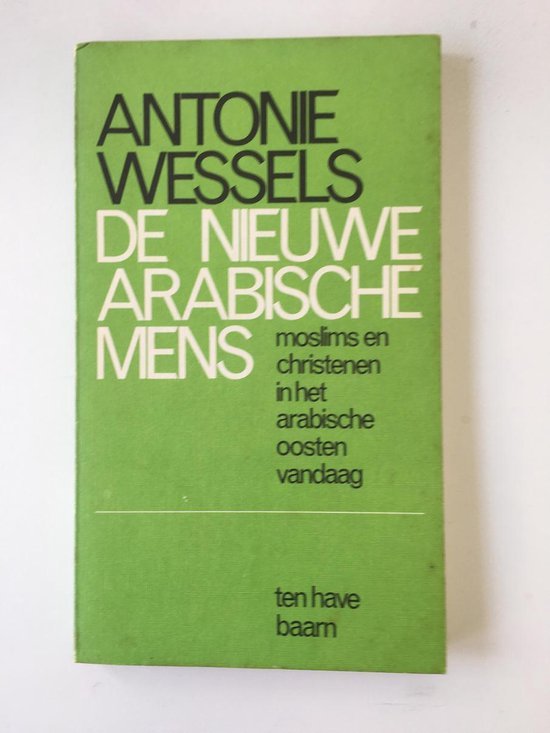 ANTONIE
WESSELS
DE NIEUWE
ARABISCHE
MENS
moslims en
christenen
in het
arabische
oosten
vandaag
ten have
baarn